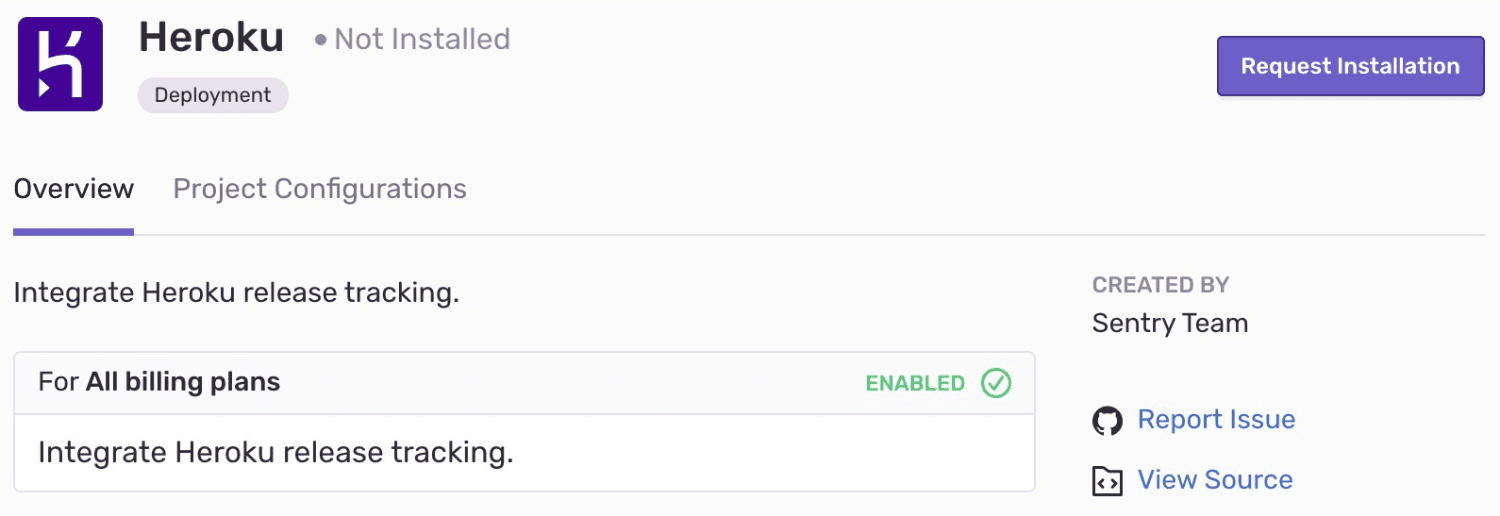 Heroku
Not Installed
Deployment
Request Installation
Overview
Project Configurations
Integrate Heroku release tracking.
For All billing plans
ENABLED
Integrate Heroku release tracking.
CREATED BY
Sentry Team
Report Issue
View Source